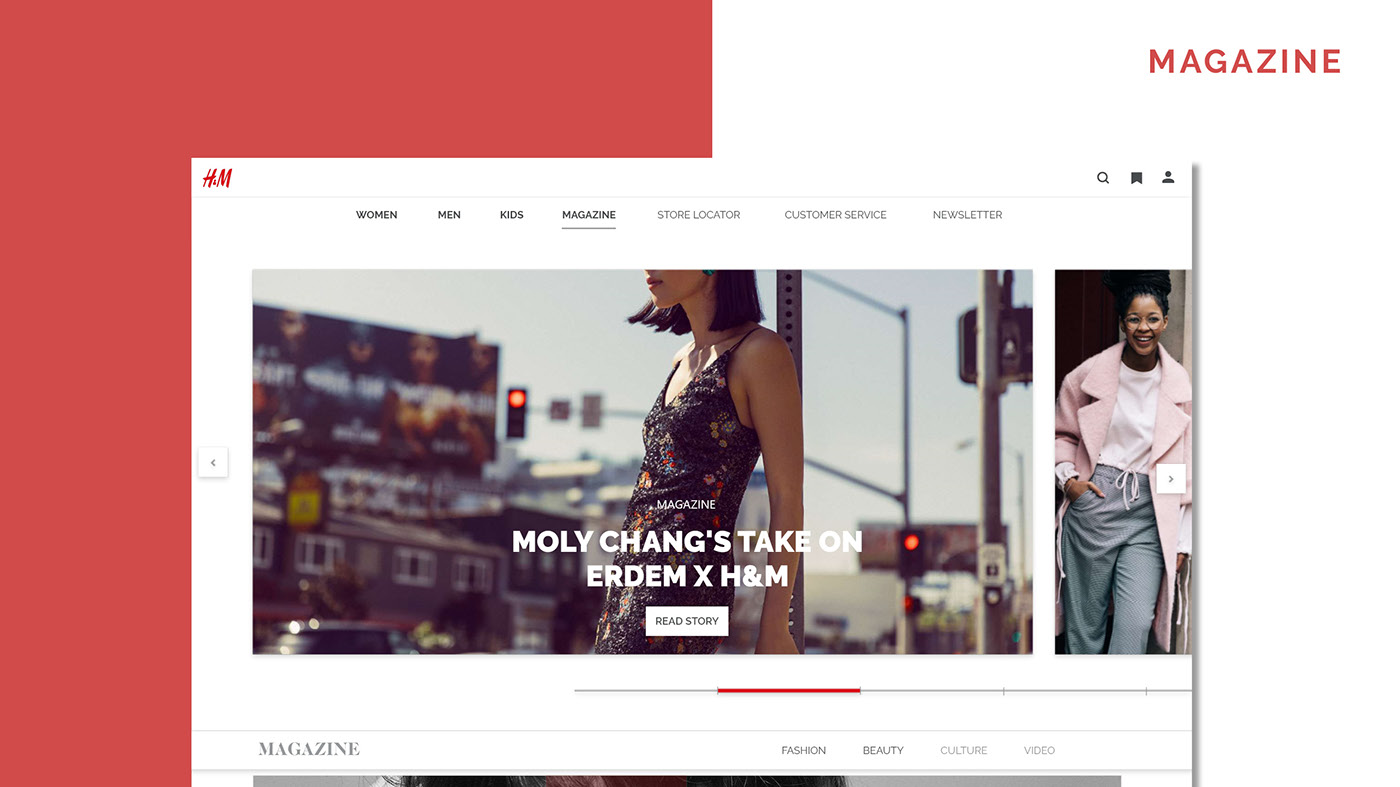 MAGAZINE
H&M
WOMEN MEN KIDS MAGAZINE STORE LOCATOR CUSTOMER SERVICE NEWSLETTER
MAGAZINE
MOLY CHANG'S TAKE ON
ERDEM X H&M
READ STORY
MAGAZINE FASHION BEAUTY CULTURE VIDEO